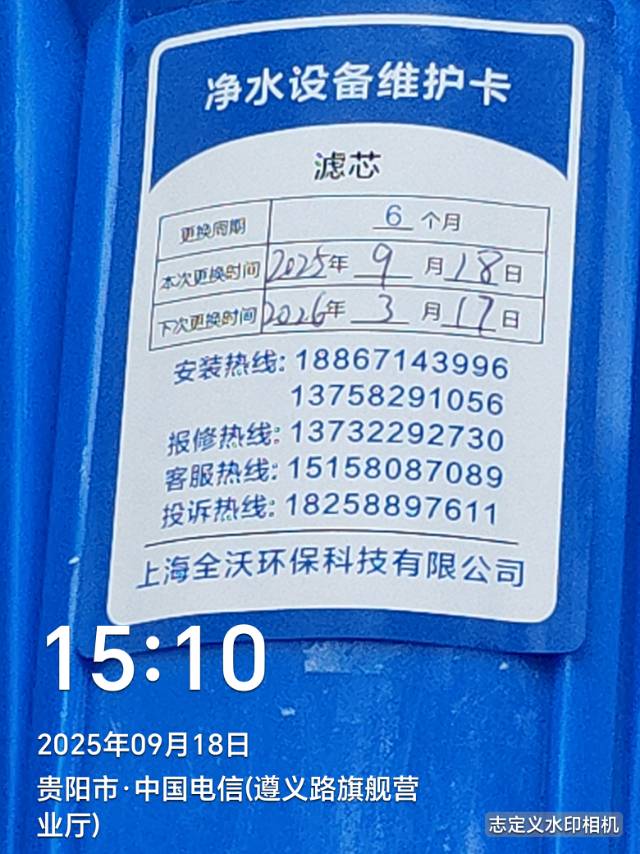 净水设备维护卡
滤芯
更换周期 6 个月
本次更换时间 2025年 9 月 18 日
下次更换时间 2026年 3 月 17 日
安装热线: 18867143996
13758291056
报修热线: 13732292730
客服热线: 15158087089
投诉热线: 18258897611
上海全沃环保科技有限公司
15:10
2025年09月18日
贵阳市·中国电信(遵义路旗舰营
业厅)
志定义水印相机